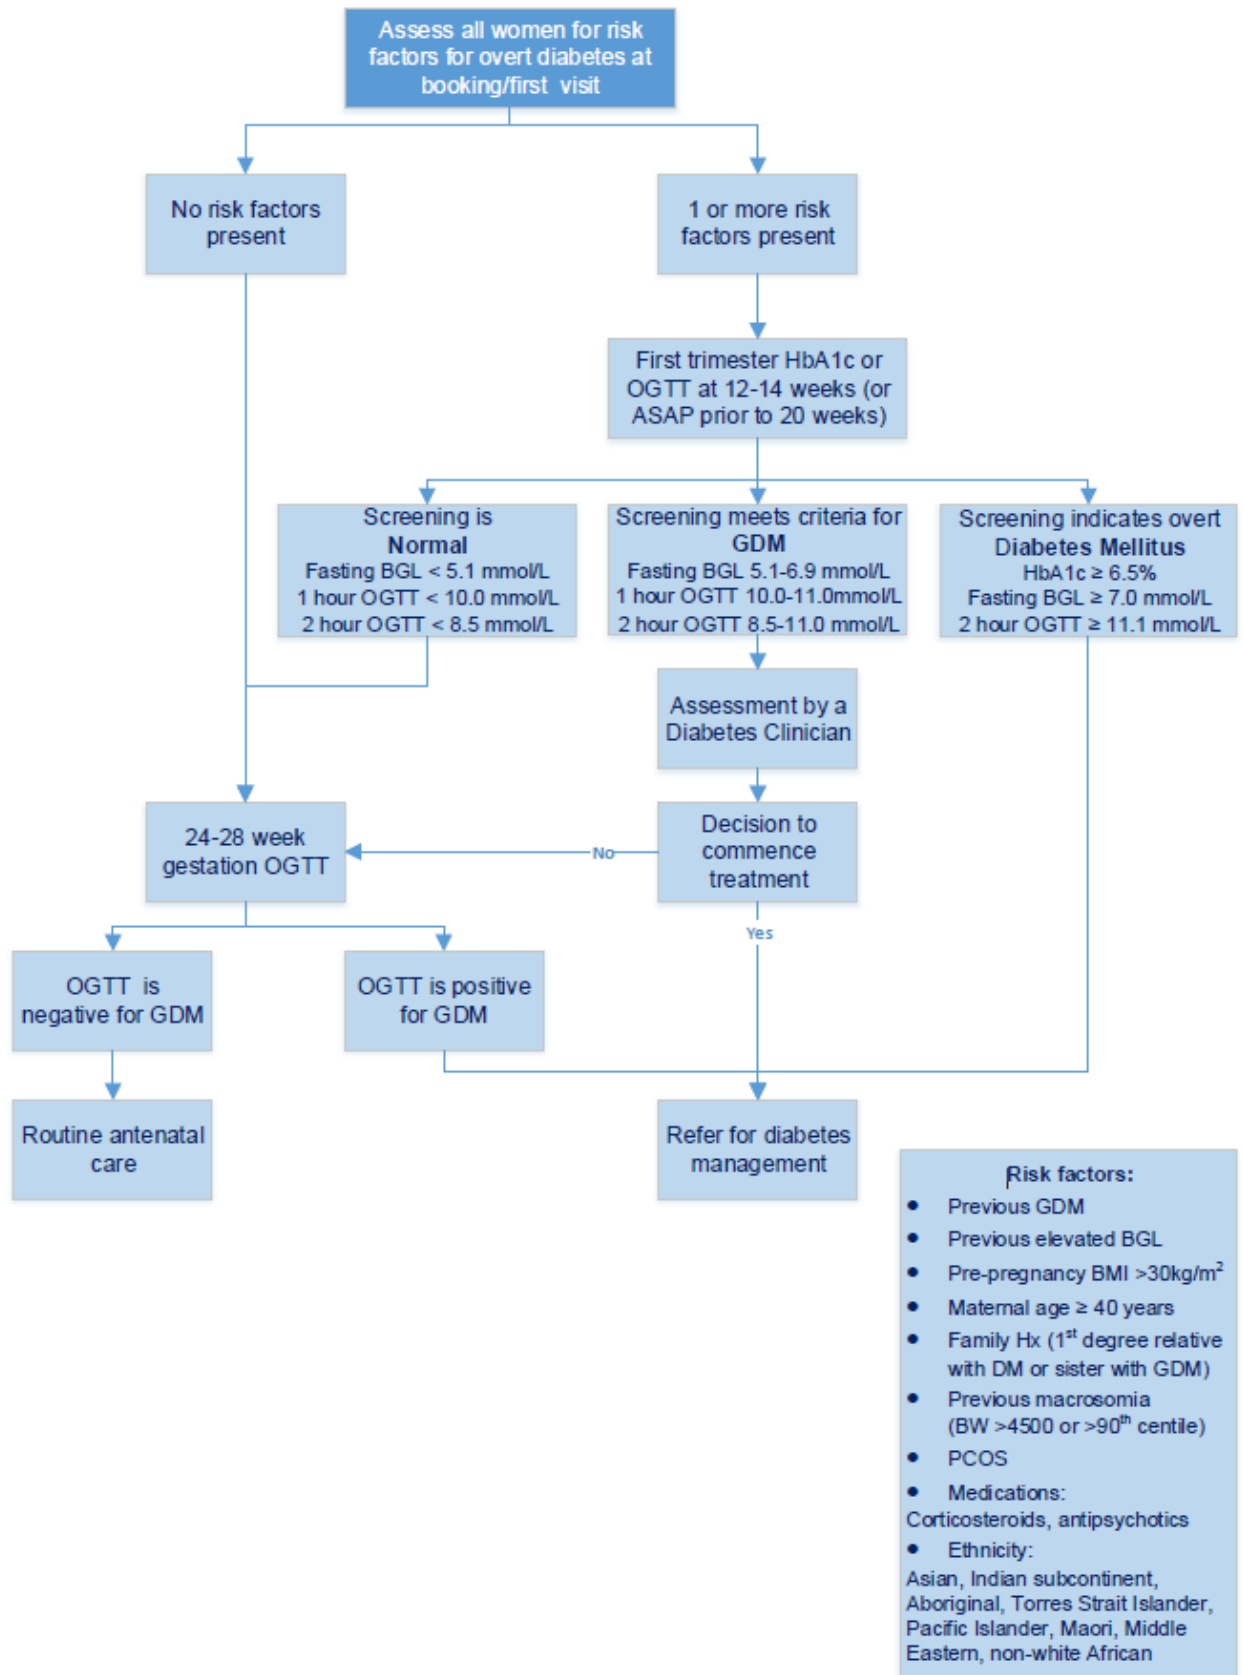 Assess all women for risk
factors for overt diabetes at
booking/first visit
No risk factors
present
1 or more risk
factors present
First trimester HbA1c or
OGTT at 12-14 weeks (or
ASAP prior to 20 weeks)
Screening is
Normal
Fasting BGL < 5.1 mmol/L
1 hour OGTT < 10.0 mmol/L
2 hour OGTT < 8.5 mmol/L
Screening meets criteria for
GDM
Fasting BGL 5.1-6.9 mmol/L
1 hour OGTT 10.0-11.0mmol/L
2 hour OGTT 8.5-11.0 mmol/L
Screening indicates overt
Diabetes Mellitus
HbA1c ≥ 6.5%
Fasting BGL ≥ 7.0 mmol/L
2 hour OGTT ≥ 11.1 mmol/L
Assessment by a
Diabetes Clinician
24-28 week
gestation OGTT
No
Decision to
commence
treatment
Yes
OGTT is
negative for GDM
OGTT is positive
for GDM
Routine antenatal
care
Refer for diabetes
management
Risk factors:
● Previous GDM
● Previous elevated BGL
● Pre-pregnancy BMI >30kg/m²
● Maternal age ≥ 40 years
● Family Hx (1st degree relative
with DM or sister with GDM)
● Previous macrosomia
(BW >4500 or >90th centile)
● PCOS
● Medications:
Corticosteroids, antipsychotics
● Ethnicity:
Asian, Indian subcontinent,
Aboriginal, Torres Strait Islander,
Pacific Islander, Maori, Middle
Eastern, non-white African